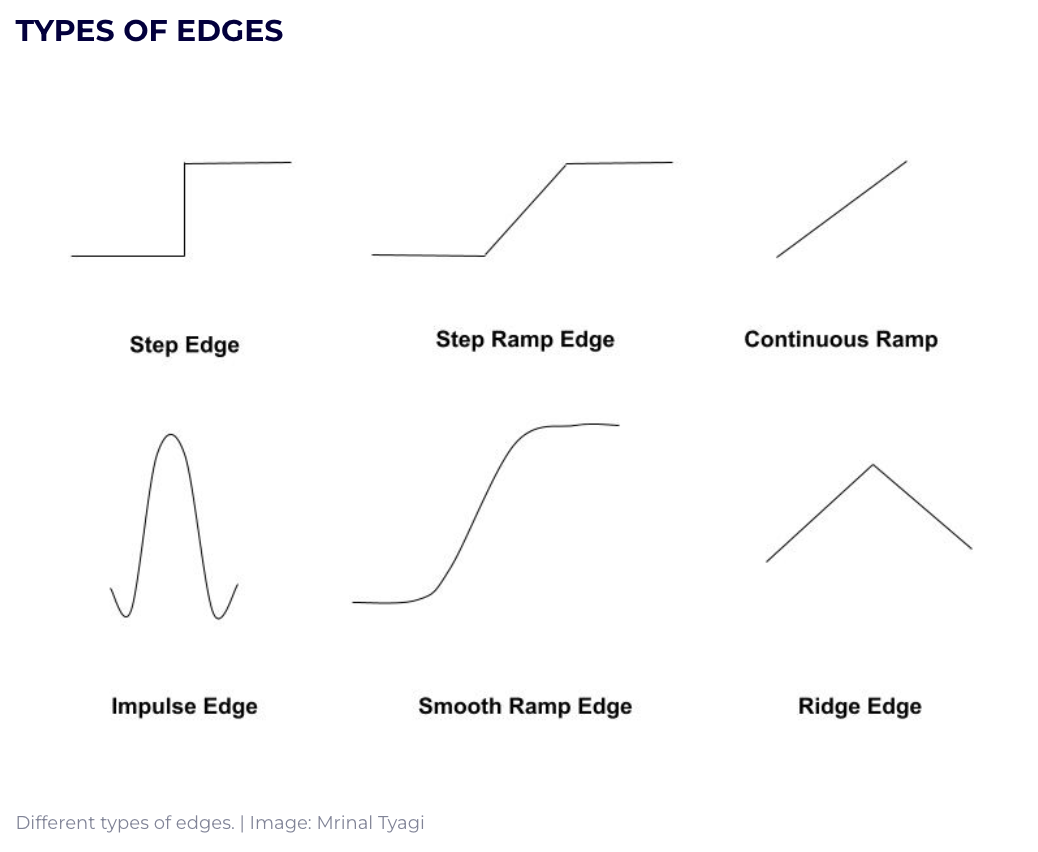 TYPES OF EDGES
Step Edge
Step Ramp Edge
Continuous Ramp
Impulse Edge
Smooth Ramp Edge
Ridge Edge
Different types of edges. | Image: Mrinal Tyagi